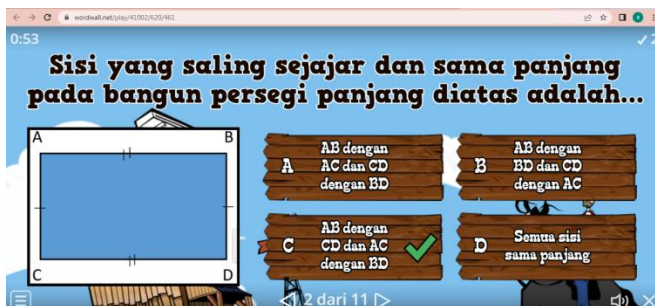 wordwall.net/play/41002/620/461
0:53
✓ 2
Sisi yang saling sejajar dan sama panjang
pada bangun persegi panjang diatas adalah...
A
B
C
D
A
AB dengan
AC dan CD
dengan BD
B
AB dengan
BD dan CD
dengan AC
C
AB dengan
CD dan AC
dengan BD
D
Semua sisi
sama panjang
2 dari 11